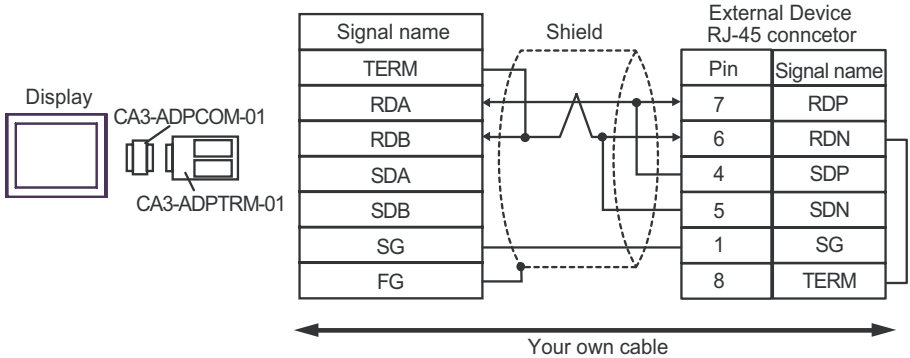 External Device
RJ-45 conncetor
Signal name
Shield
Pin Signal name
TERM
RDA
7 RDP
Display
CA3-ADPCOM-01
RDB
6 RDN
SDA
4 SDP
CA3-ADPTRM-01
SDB
5 SDN
SG
1 SG
FG
8 TERM
Your own cable